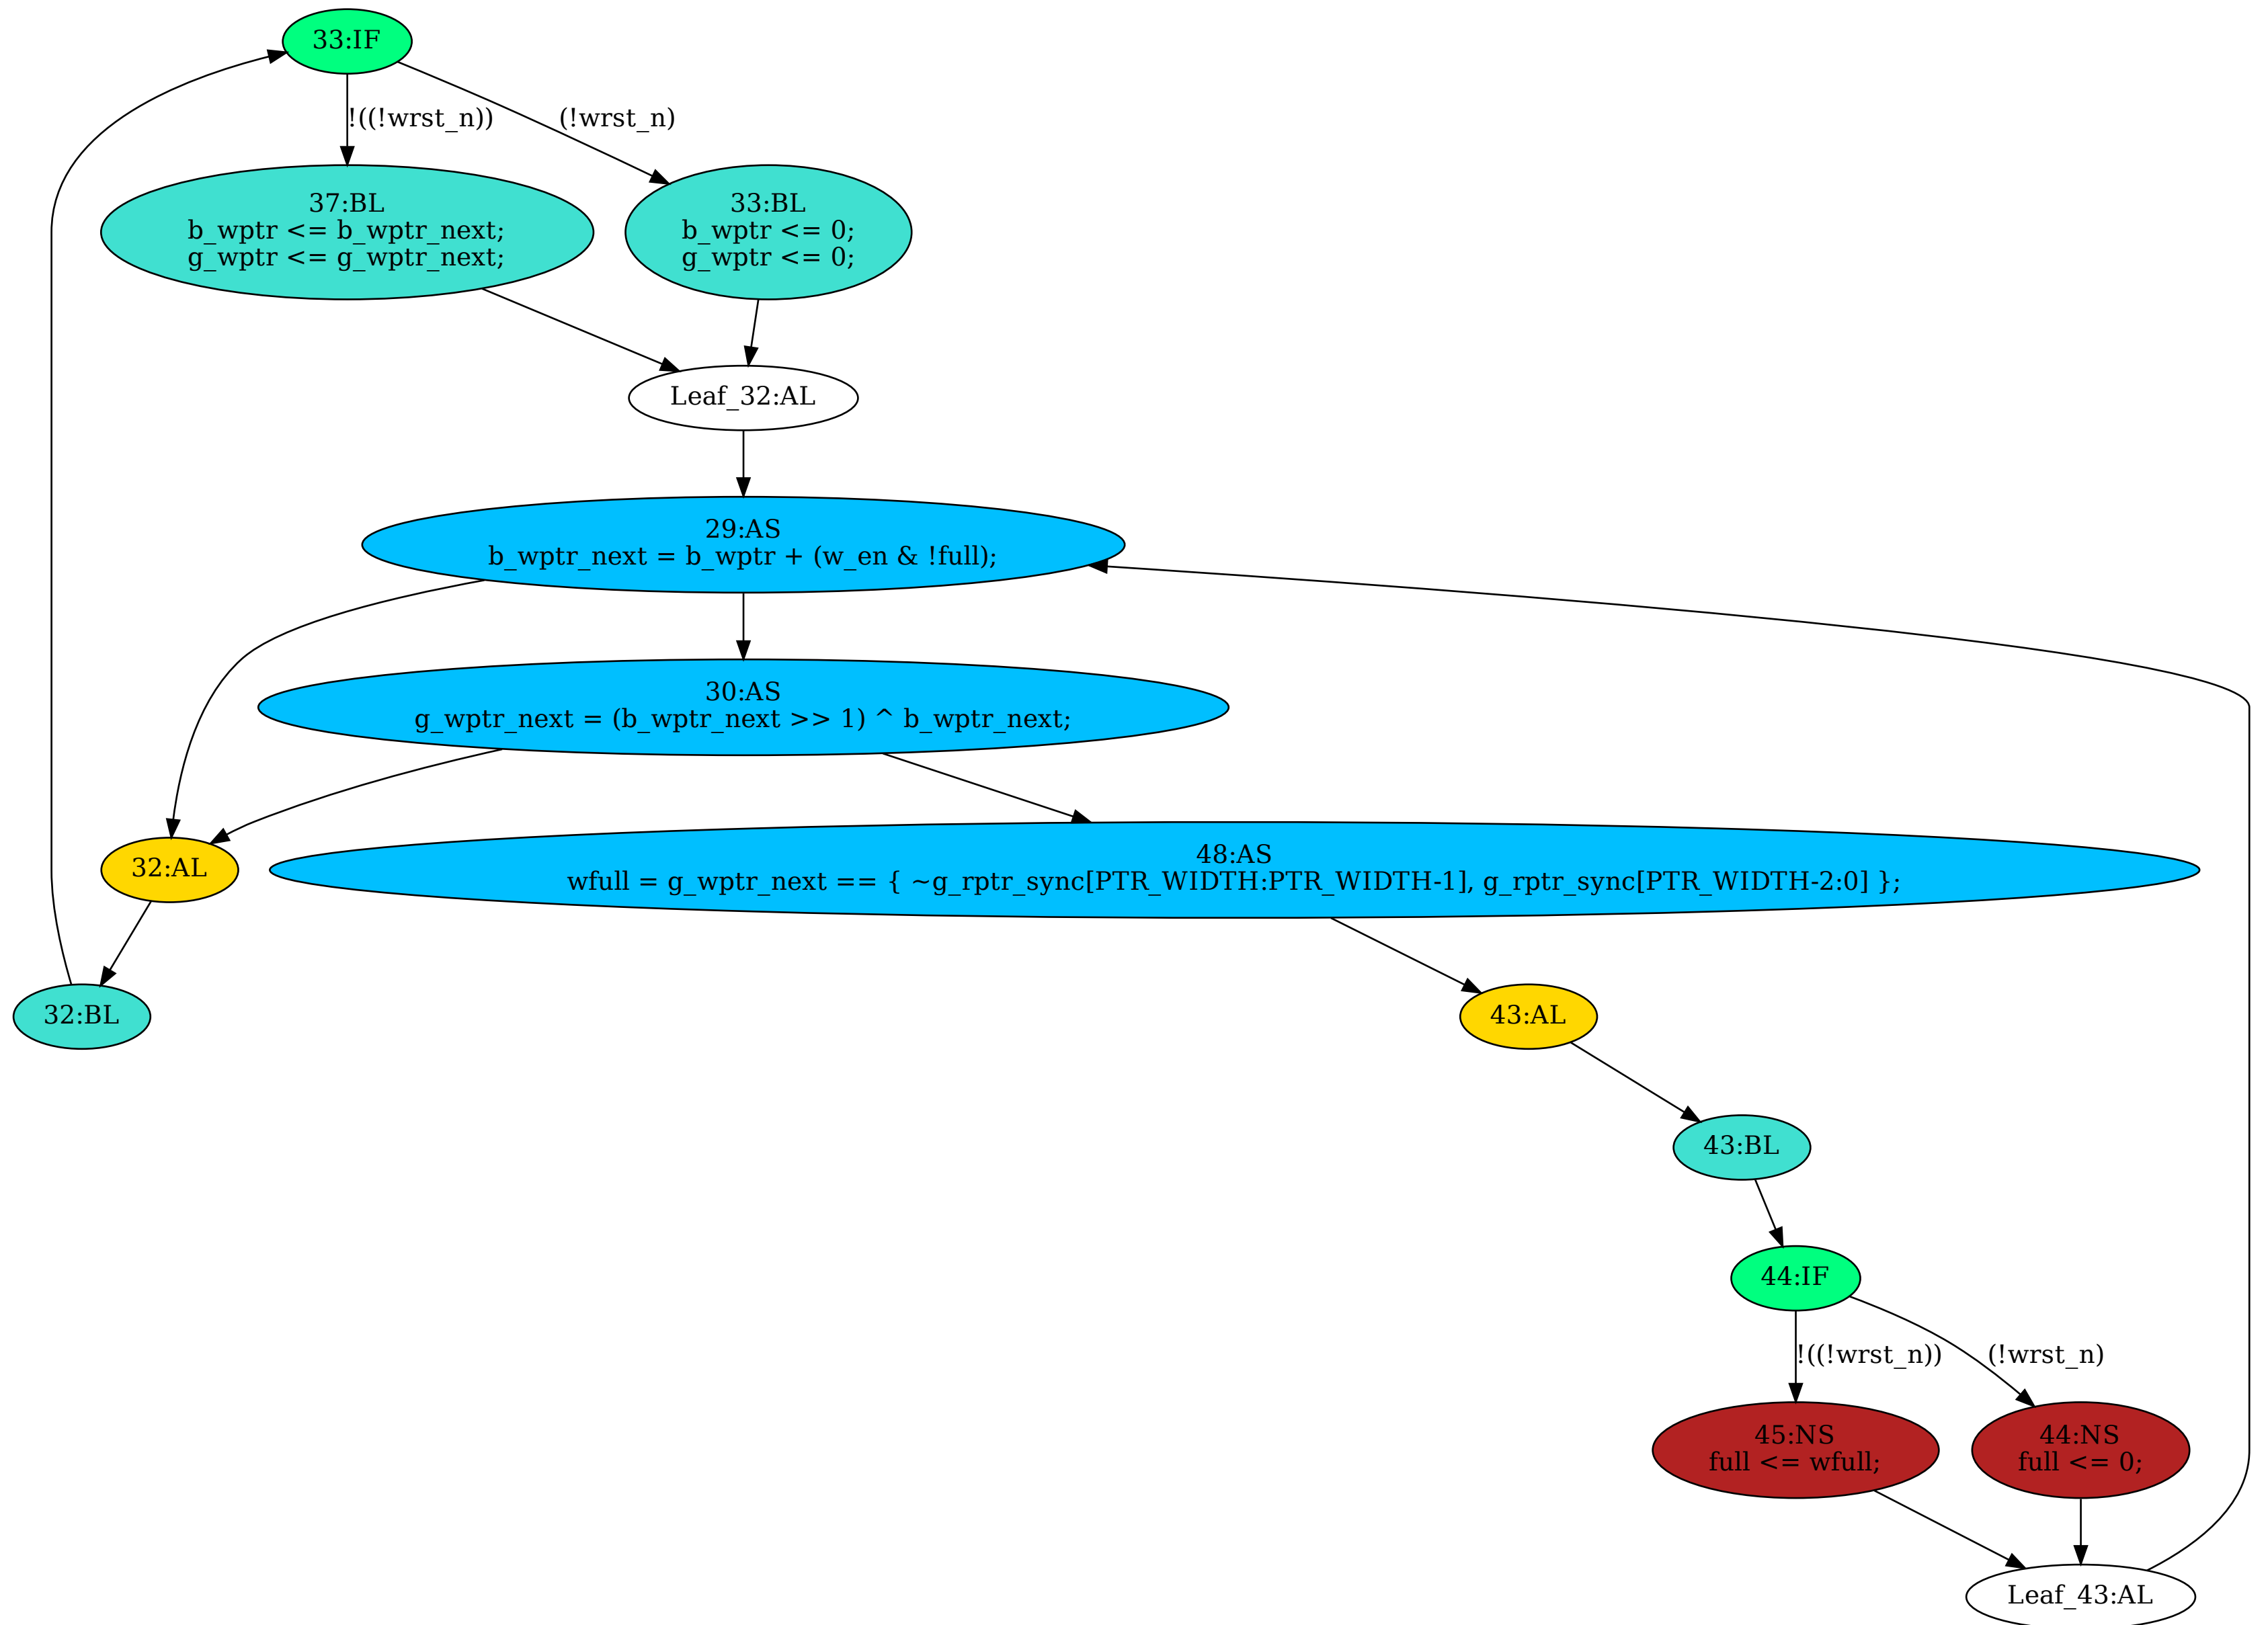 33:IF
!((!wrst_n))
(!wrst_n)
37:BL
b_wptr <= b_wptr_next;
g_wptr <= g_wptr_next;
33:BL
b_wptr <= 0;
g_wptr <= 0;
Leaf_32:AL
29:AS
b_wptr_next = b_wptr + (w_en & !full);
30:AS
g_wptr_next = (b_wptr_next >> 1) ^ b_wptr_next;
32:AL
48:AS
wfull = g_wptr_next == { ~g_rptr_sync[PTR_WIDTH:PTR_WIDTH-1], g_rptr_sync[PTR_WIDTH-2:0] };
32:BL
43:AL
43:BL
44:IF
!((!wrst_n))
(!wrst_n)
45:NS
full <= wfull;
44:NS
full <= 0;
Leaf_43:AL